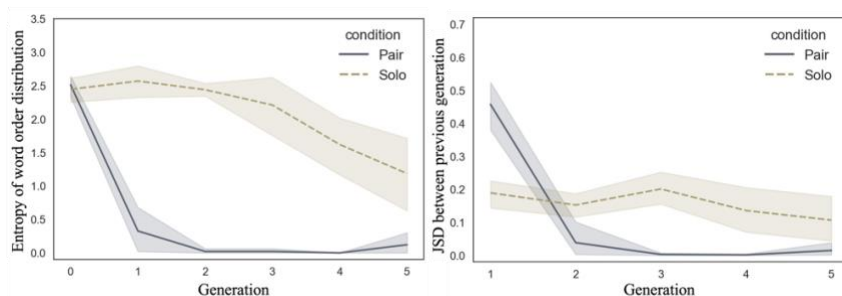 Entropy of word order distribution
3.5
3.0
2.5
2.0
1.5
1.0
0.5
0.0
condition
Pair
Solo
0 1 2 3 4 5
Generation
JSD between previous generation
0.7
0.6
0.5
0.4
0.3
0.2
0.1
0.0
condition
Pair
Solo
1 2 3 4 5
Generation